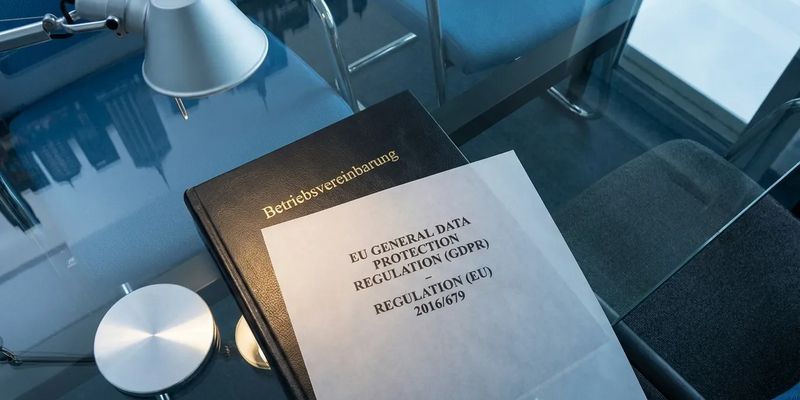 Betriebsvereinbarung
EU GENERAL DATA
PROTECTION
REGULATION (GDPR)
–
REGULATION (EU)
2016/679